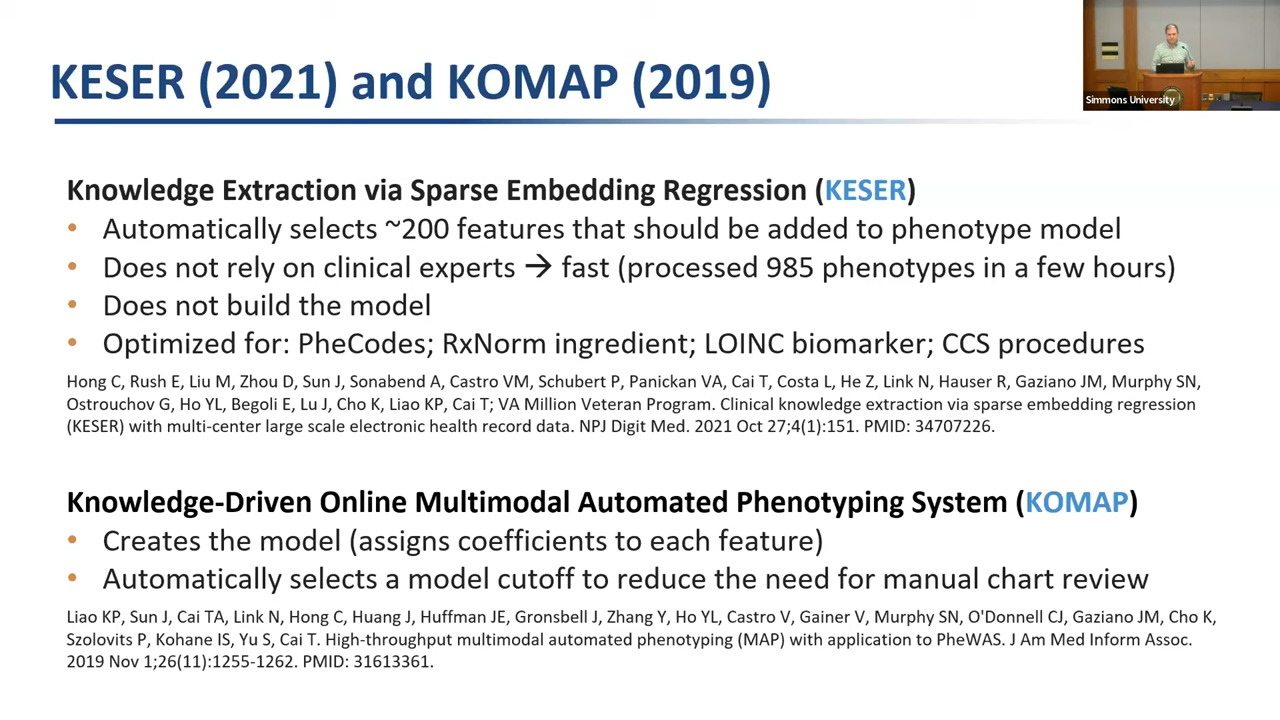 KESER (2021) and KOMAP (2019)
Simmons University
Knowledge Extraction via Sparse Embedding Regression (KESER)
• Automatically selects ~200 features that should be added to phenotype model
• Does not rely on clinical experts → fast (processed 985 phenotypes in a few hours)
• Does not build the model
• Optimized for: PheCodes; RxNorm ingredient; LOINC biomarker; CCS procedures
Hong C, Rush E, Liu M, Zhou D, Sun J, Sonabend A, Castro VM, Schubert P, Panickan VA, Cai T, Costa L, He Z, Link N, Hauser R, Gaziano JM, Murphy SN,
Ostrouchov G, Ho YL, Begoli E, Lu J, Cho K, Liao KP, Cai T; VA Million Veteran Program. Clinical knowledge extraction via sparse embedding regression
(KESER) with multi-center large scale electronic health record data. NPJ Digit Med. 2021 Oct 27;4(1):151. PMID: 34707226.
Knowledge-Driven Online Multimodal Automated Phenotyping System (KOMAP)
• Creates the model (assigns coefficients to each feature)
• Automatically selects a model cutoff to reduce the need for manual chart review
Liao KP, Sun J, Cai TA, Link N, Hong C, Huang J, Huffman JE, Gronsbell J, Zhang Y, Ho YL, Castro V, Gainer V, Murphy SN, O'Donnell CJ, Gaziano JM, Cho K,
Szolovits P, Kohane IS, Yu S, Cai T. High-throughput multimodal automated phenotyping (MAP) with application to PheWAS. J Am Med Inform Assoc.
2019 Nov 1;26(11):1255-1262. PMID: 31613361.